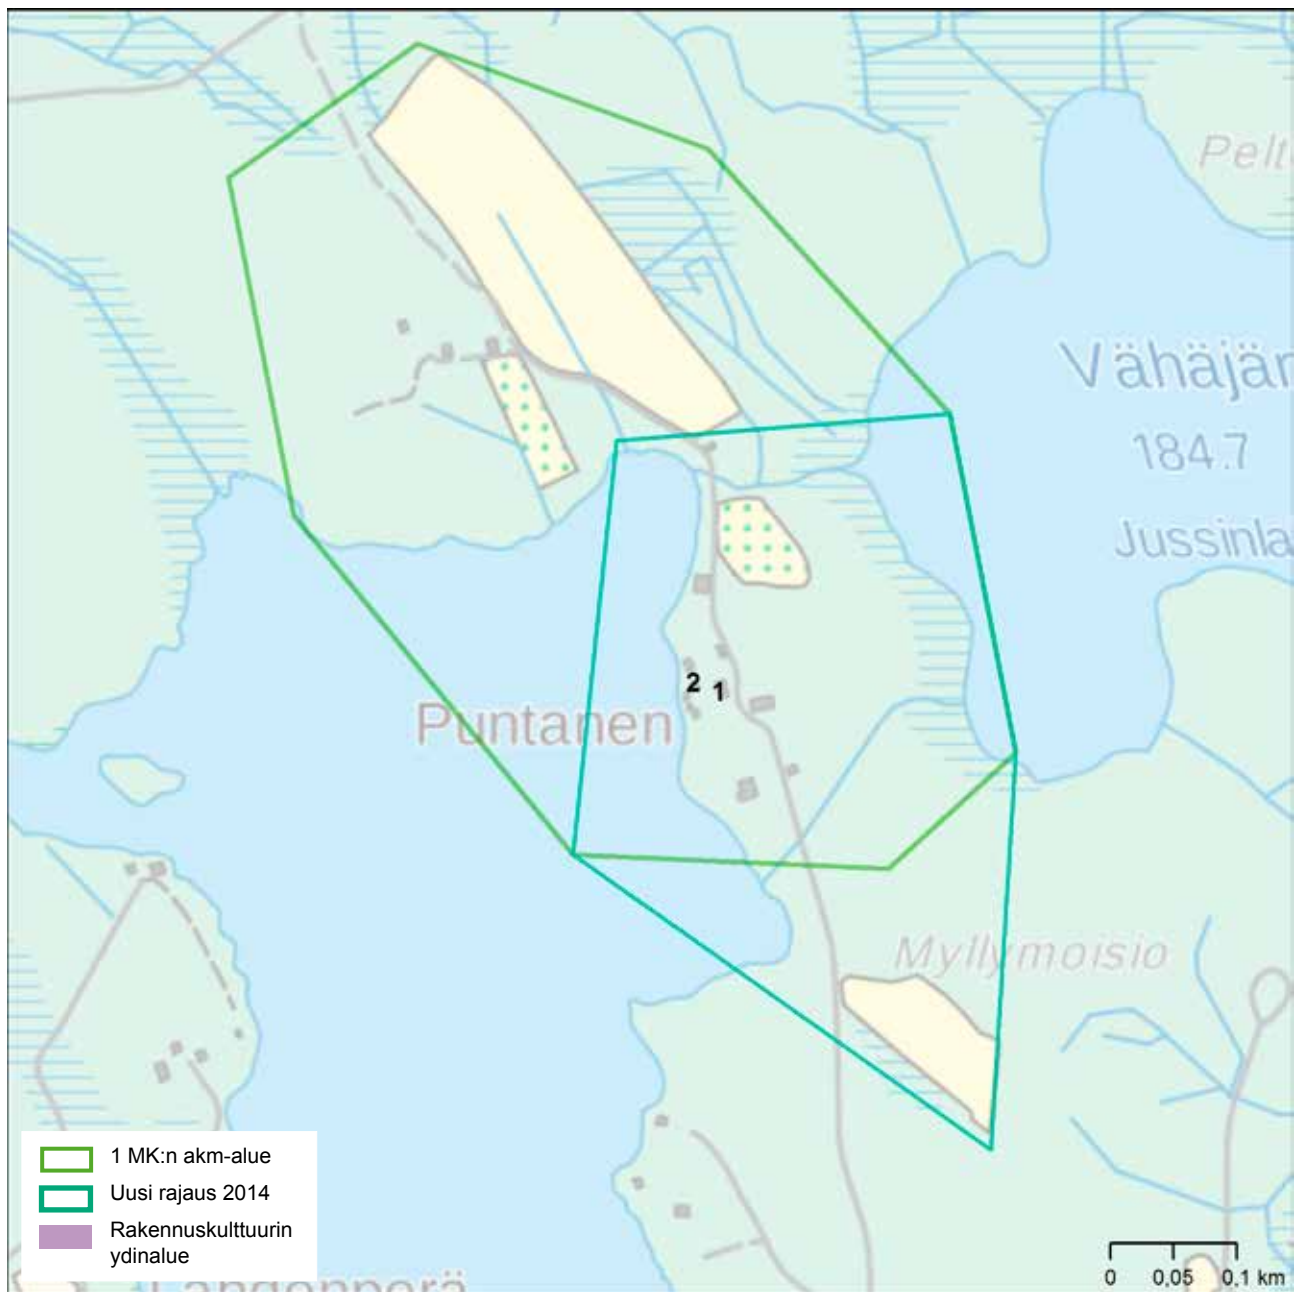 Vähäjär
184.7
Jussinla
2 1
Puntanen
Myllymoisio
1 MK:n akm-alue
Uusi rajaus 2014
Rakennuskulttuurin
ydinalue
0 0,05 0,1 km